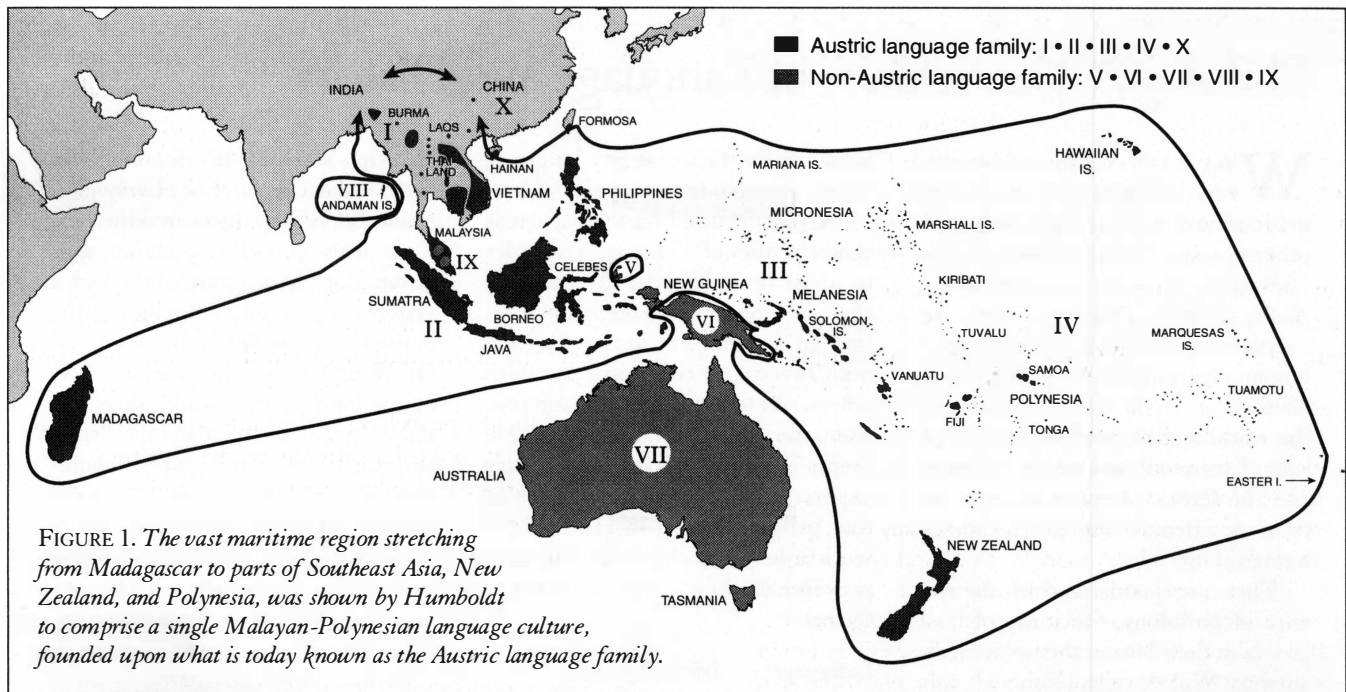 Austric language family: I • II • III • IV • X
Non-Austric language family: V • VI • VII • VIII • IX
INDIA
CHINA
X
BURMA
I
LAOS
FORMOSA
THAI
LAND
HAINAN
VIETNAM
PHILIPPINES
MARIANA IS.
HAWAIIAN
IS.
VIII
ANDAMAN IS.
MICRONESIA
MARSHALL IS.
MALAYSIA
IX
CELEBES
V
NEW GUINEA
III
KIRIBATI
SUMATRA
II
BORNEO
VI
MELANESIA
SOLOMON
IS.
TUVALU
IV
MARQUESAS
IS.
JAVA
VANUATU
SAMOA
POLYNESIA
TUAMOTU
MADAGASCAR
FIJI
TONGA
AUSTRALIA
VII
EASTER I.
NEW ZEALAND
TASMANIA
FIGURE 1. The vast maritime region stretching
from Madagascar to parts of Southeast Asia, New
Zealand, and Polynesia, was shown by Humboldt
to comprise a single Malayan-Polynesian language culture,
founded upon what is today known as the Austric language family.